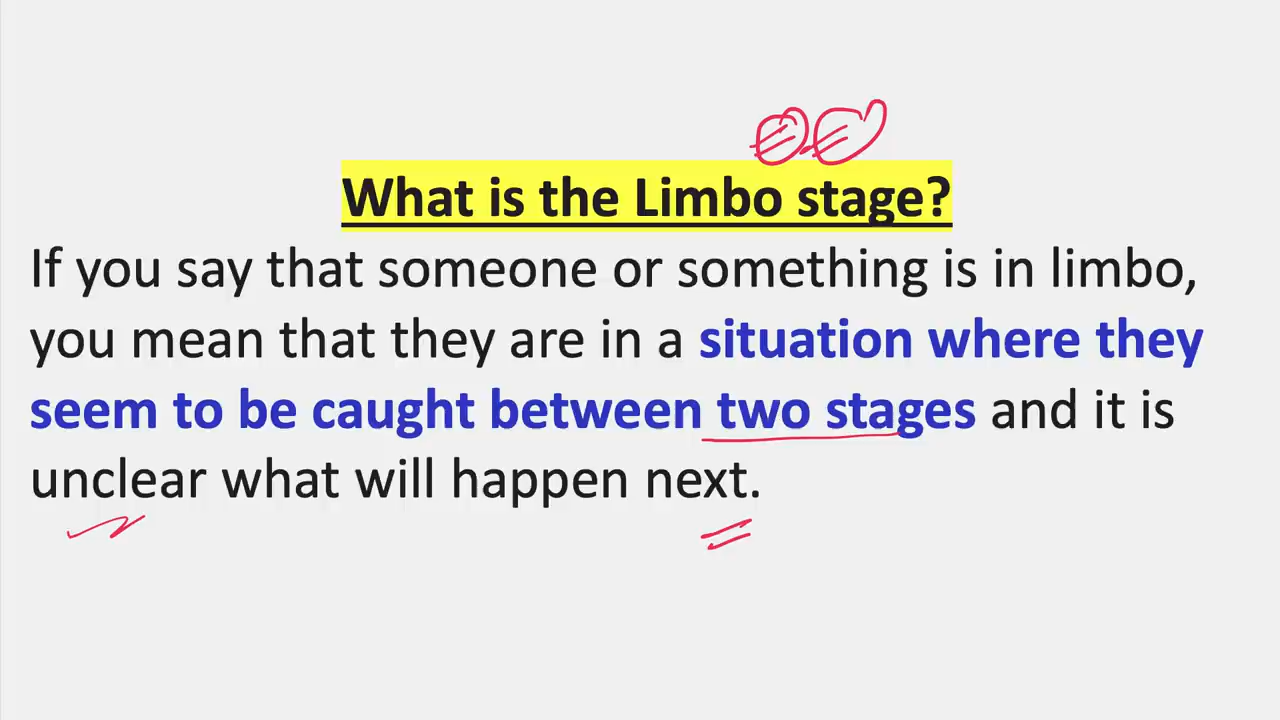 What is the Limbo stage?
If you say that someone or something is in limbo,
you mean that they are in a situation where they
seem to be caught between two stages and it is
unclear what will happen next.